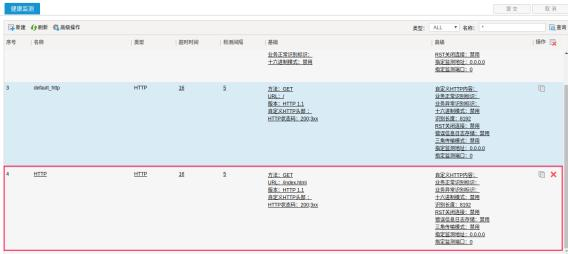 健康监测
提 交 取 消
新建 刷新 高级操作
类型: ALL 名称: * 查询
序号 名称 类型 超时时间 检测间隔 基础 高级 操作
业务正常识别标识:
十六进制模式: 禁用
RST关闭连接: 禁用
指定监测地址: 0.0.0.0
指定监测端口: 0
3 default_http HTTP 16 5
方法: GET
URL: /
版本: HTTP 1.1
自定义HTTP头部:
HTTP状态码: 200;3xx
自定义HTTP内容:
业务正常识别标识:
业务异常识别标识:
十六进制模式: 禁用
识别长度: 8192
RST关闭连接: 禁用
错误信息日志存储: 禁用
三角传输模式: 禁用
指定监测地址: 0.0.0.0
指定监测端口: 0
4 HTTP HTTP 16 5
方法: GET
URL: /index.html
版本: HTTP 1.1
自定义HTTP头部:
HTTP状态码: 200;3xx
自定义HTTP内容:
业务正常识别标识:
业务异常识别标识:
十六进制模式: 禁用
识别长度: 8192
RST关闭连接: 禁用
错误信息日志存储: 禁用
三角传输模式: 禁用
指定监测地址: 0.0.0.0
指定监测端口: 0